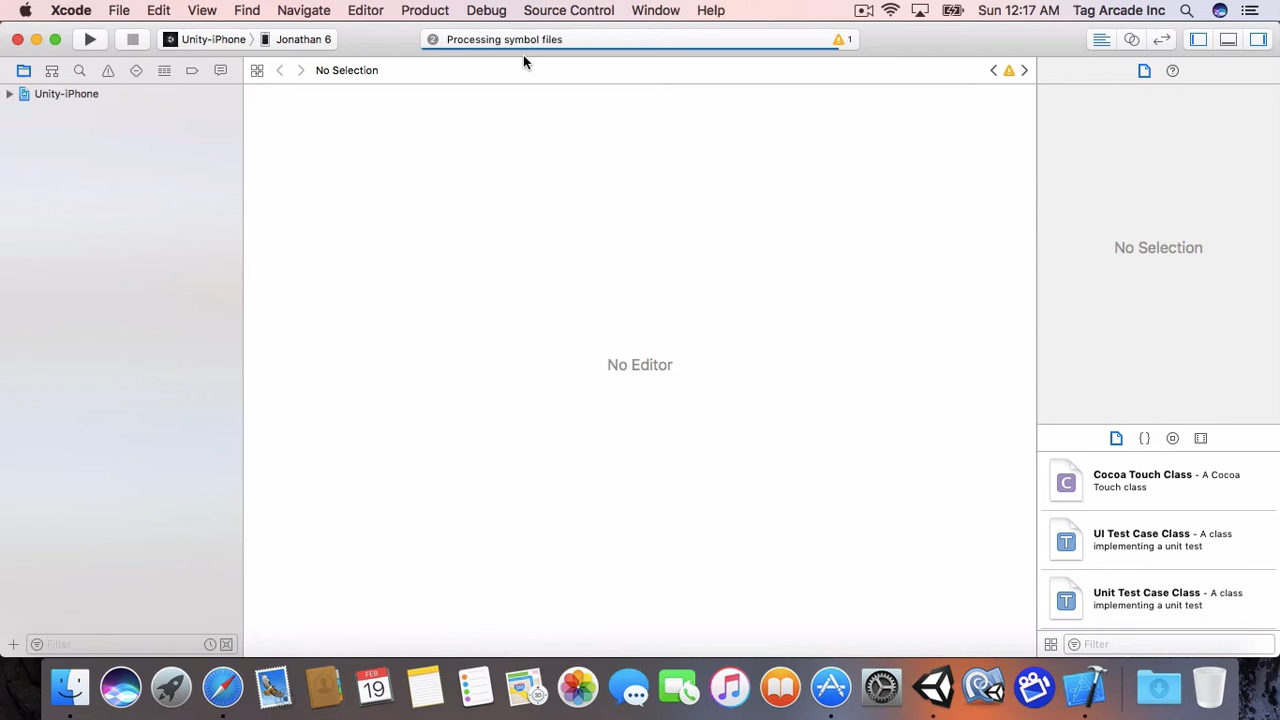 Xcode File Edit View Find Navigate Editor Product Debug Source Control Window Help Sun 12:17 AM Tag Arcade Inc
Unity-iPhone Jonathan 6 2 Processing symbol files 1
No Selection
Unity-iPhone
No Selection
No Editor
C
Cocoa Touch Class - A Cocoa
Touch class
T
UI Test Case Class - A class
implementing a unit test
T
Unit Test Case Class - A class
implementing a unit test
Filter
Filter
FEB
19